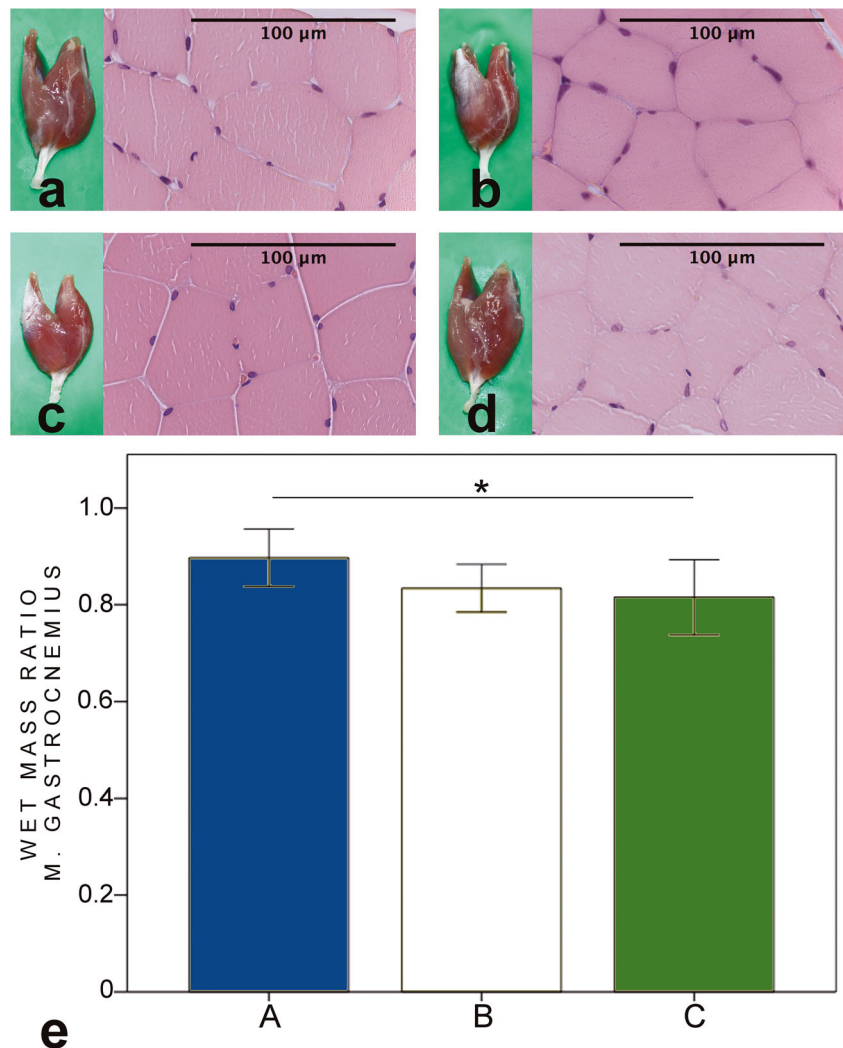 100 µm
a
100 µm
b
100 µm
c
100 µm
d
*
1.0
0.8
0.6
0.4
0.2
0
WET MASS RATIO
M. GASTROCNEMIUS
A B C
e